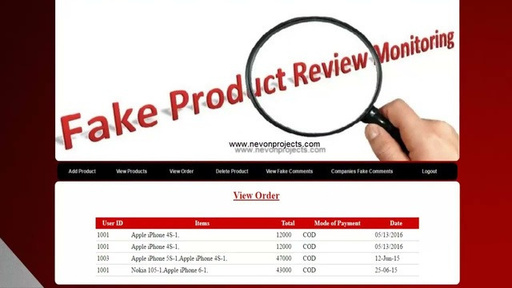 Fake Product Review Monitoring
www.nevonprojects.com
www.nevonprojects.com
Add Product View Products View Order Delete Product View Fake Comments Companies Fake Comments Logout
View Order
User ID Items Total Mode of Payment Date
1001 Apple iPhone 4S-1. 12000 COD 05/13/2016
1001 Apple iPhone 4S-1. 12000 COD 05/13/2016
1003 Apple iPhone 5S-1.Apple iPhone 4S-1. 47000 COD 12-Jun-15
1001 Nokia 105-1.Apple iPhone 6-1. 43000 COD 25-06-15